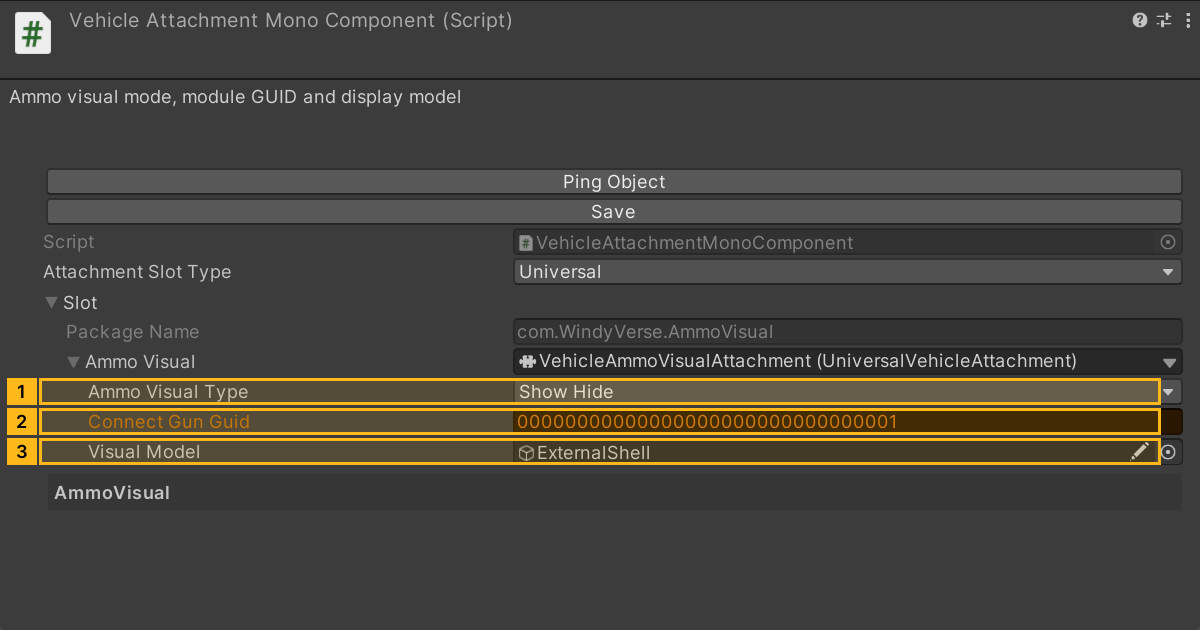 Vehicle Attachment Mono Component (Script)
Ammo visual mode, module GUID and display model
Ping Object
Save
Script # VehicleAttachmentMonoComponent
Attachment Slot Type Universal
Slot
Package Name com.WindyVerse.AmmoVisual
Ammo Visual VehicleAmmoVisualAttachment (UniversalVehicleAttachment)
1 Ammo Visual Type Show Hide
2 Connect Gun Guid 00000000000000000000000000000001
3 Visual Model ExternalShell
AmmoVisual